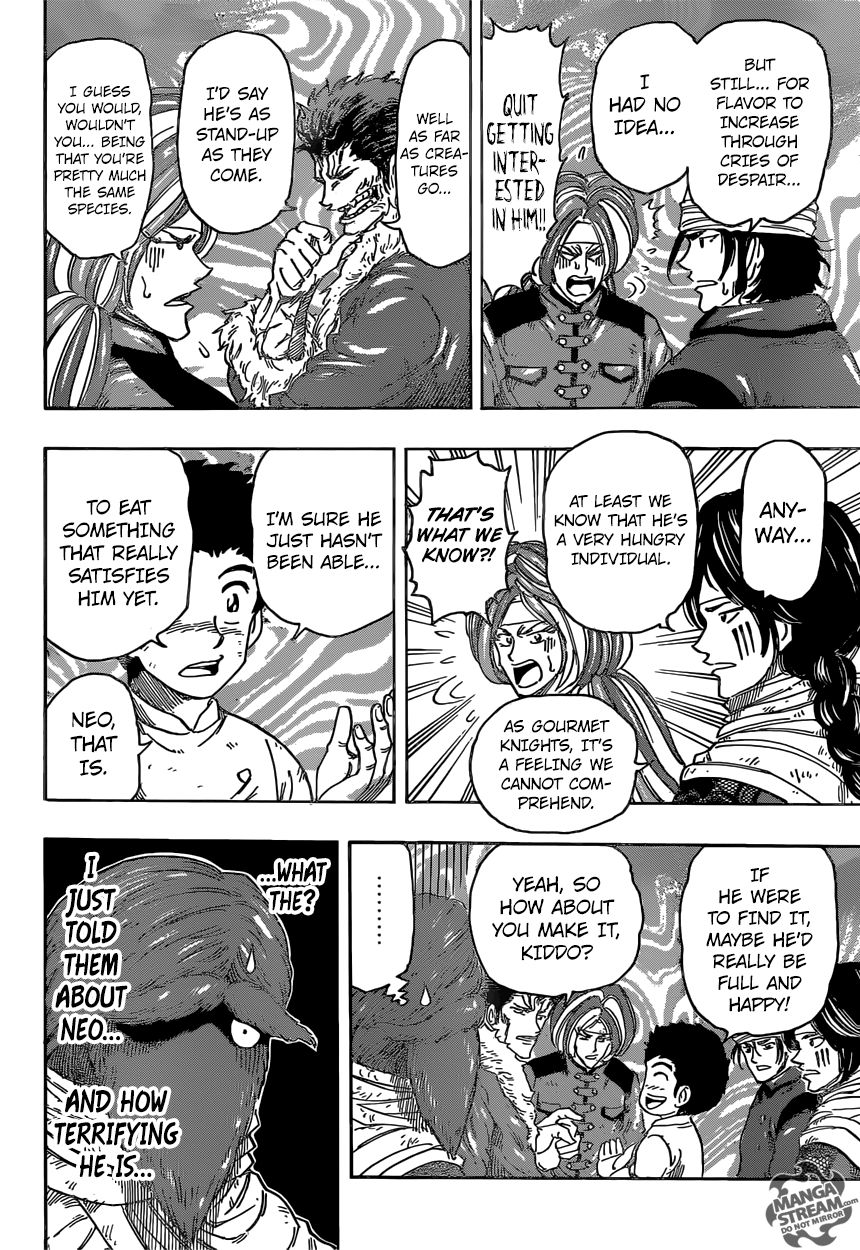 BUT
STILL... FOR
FLAVOR TO
INCREASE
THROUGH
CRIES OF
DESPAIR...
I
HAD NO
IDEA...
QUIT
GETTING
INTER-
ESTED
IN HIM!!
WELL
AS FAR
AS CREA-
TURES
GO...
I'D SAY
HE'S AS
STAND-UP
AS THEY
COME.
I GUESS
YOU WOULD,
WOULDN'T
YOU... BEING
THAT YOU'RE
PRETTY MUCH
THE SAME
SPECIES.
ANY-
WAY...
AT LEAST WE
KNOW THAT HE'S
A VERY HUNGRY
INDIVIDUAL.
THAT'S
WHAT WE
KNOW?!
AS GOURMET
KNIGHTS, IT'S
A FEELING WE
CANNOT COM-
PREHEND.
I'M SURE HE
JUST HASN'T
BEEN ABLE...
TO EAT
SOMETHING
THAT REALLY
SATISFIES
HIM YET.
NEO,
THAT
IS.
IF
HE WERE
TO FIND IT,
MAYBE HE'D
REALLY BE
FULL AND
HAPPY!
YEAH, SO
HOW ABOUT
YOU MAKE IT,
KIDDO?
.........
...WHAT
THE?
I
JUST
TOLD
THEM
ABOUT
NEO...
AND HOW
TERRIFYING
HE IS...
MANGA
STREAM.com
DO NOT MIRROR